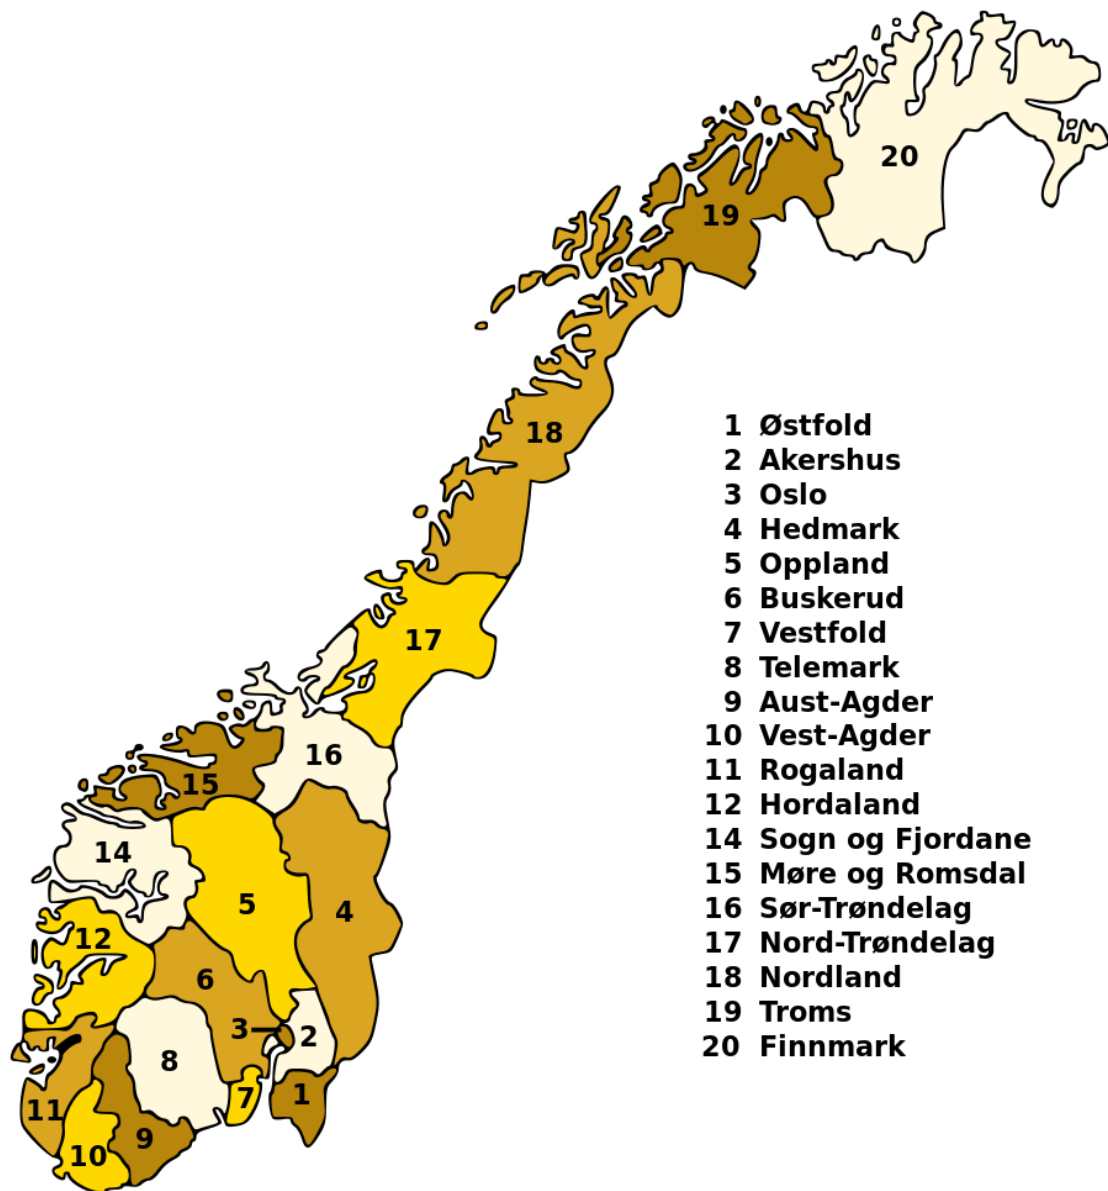 20
19
18
17
16
15
14
5
4
12
6
3
2
8
7
1
11
9
10
1 Østfold
2 Akershus
3 Oslo
4 Hedmark
5 Oppland
6 Buskerud
7 Vestfold
8 Telemark
9 Aust-Agder
10 Vest-Agder
11 Rogaland
12 Hordaland
14 Sogn og Fjordane
15 Møre og Romsdal
16 Sør-Trøndelag
17 Nord-Trøndelag
18 Nordland
19 Troms
20 Finnmark